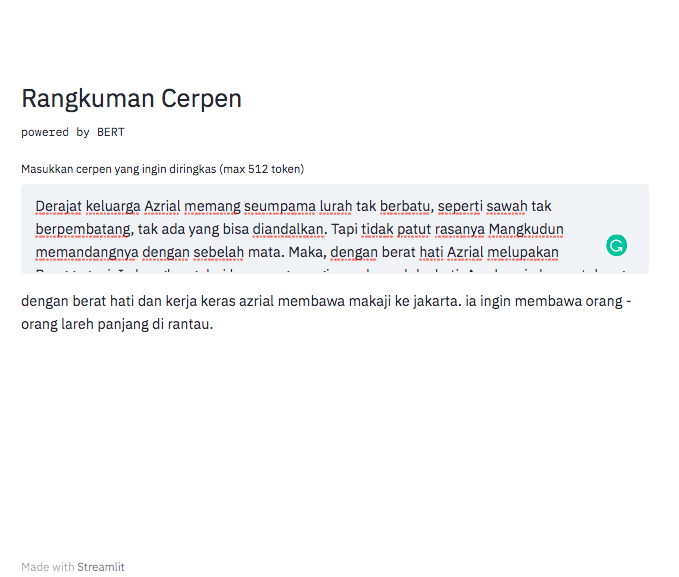 Rangkuman Cerpen
powered by BERT
Masukkan cerpen yang ingin diringkas (max 512 token)
Derajat keluarga Azrial memang seumpama lurah tak berbatu, seperti sawah tak
berpembatang, tak ada yang bisa diandalkan. Tapi tidak patut rasanya Mangkudun
memandangnya dengan sebelah mata. Maka, dengan berat hati Azrial melupakan
dengan berat hati dan kerja keras azrial membawa makaji ke jakarta. ia ingin membawa orang -
orang lareh panjang di rantau.
Made with Streamlit